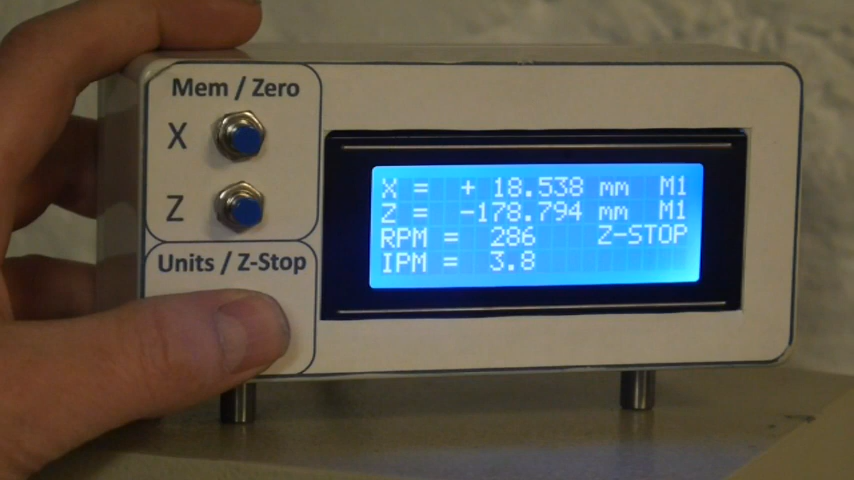 Mem / Zero
X
Z
Units / Z-Stop
X = + 18.538 mm M1
Z = -178.794 mm M1
RPM = 286 Z-STOP
IPM = 3.8